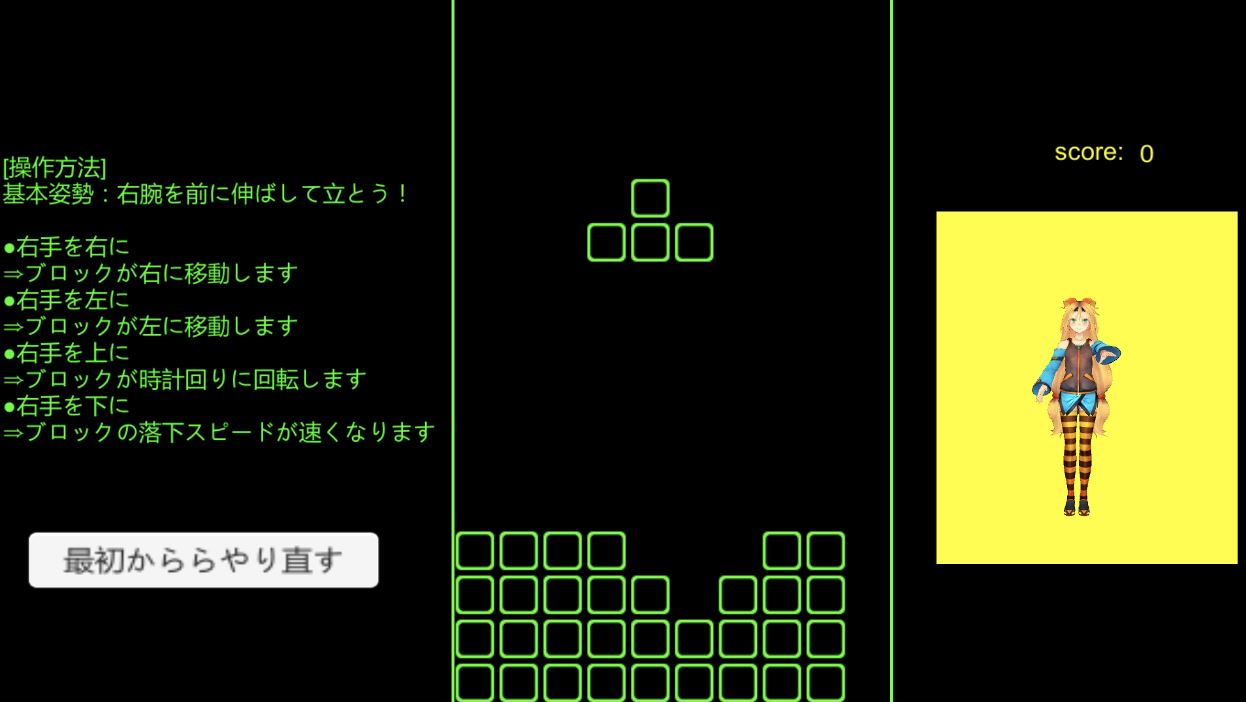 [操作方法]
基本姿勢：右腕を前に伸ばして立とう！
●右手を右に
⇒ブロックが右に移動します
●右手を左に
⇒ブロックが左に移動します
●右手を上に
⇒ブロックが時計回りに回転します
●右手を下に
⇒ブロックの落下スピードが速くなります
最初かららやり直す
score: 0